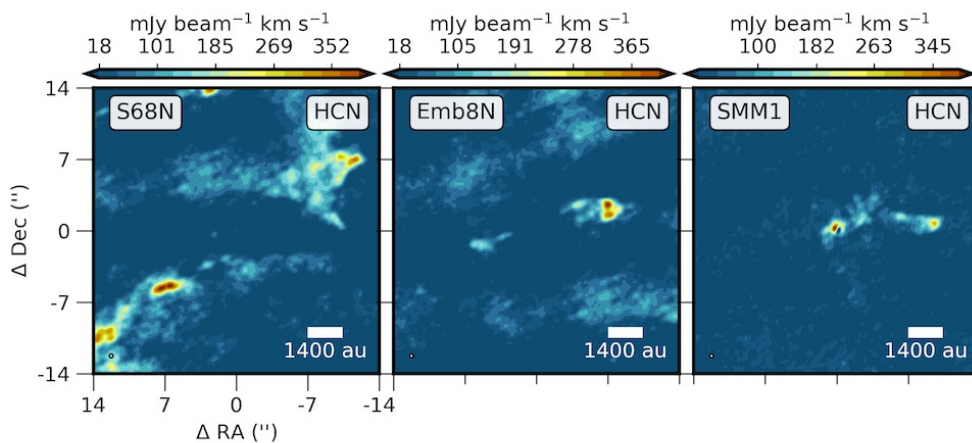 mJy beam⁻¹ km s⁻¹ mJy beam⁻¹ km s⁻¹ mJy beam⁻¹ km s⁻¹
18 101 185 269 352 18 105 191 278 365 100 182 263 345
14 S68N HCN Emb8N HCN SMM1 HCN
7
0
-7
1400 au 1400 au 1400 au
-14
Δ Dec ('')
14 7 0 -7 -14
Δ RA ('')